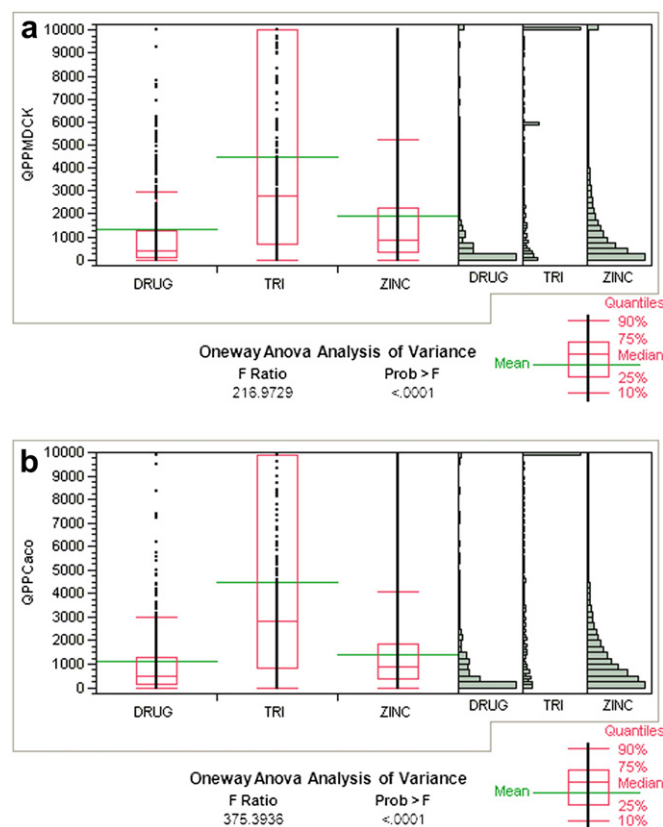 a
10000
9000
8000
7000
6000
5000
4000
3000
2000
1000
0
QPPMDCK
DRUG TRI ZINC DRUG TRI ZINC
Quantiles
90%
75%
Median
Mean
25%
10%
Oneway Anova Analysis of Variance
F Ratio Prob > F
216.9729 <.0001
b
10000
9000
8000
7000
6000
5000
4000
3000
2000
1000
0
QPPCaco
DRUG TRI ZINC DRUG TRI ZINC
Quantiles
90%
75%
Median
Mean
25%
10%
Oneway Anova Analysis of Variance
F Ratio Prob > F
375.3936 <.0001